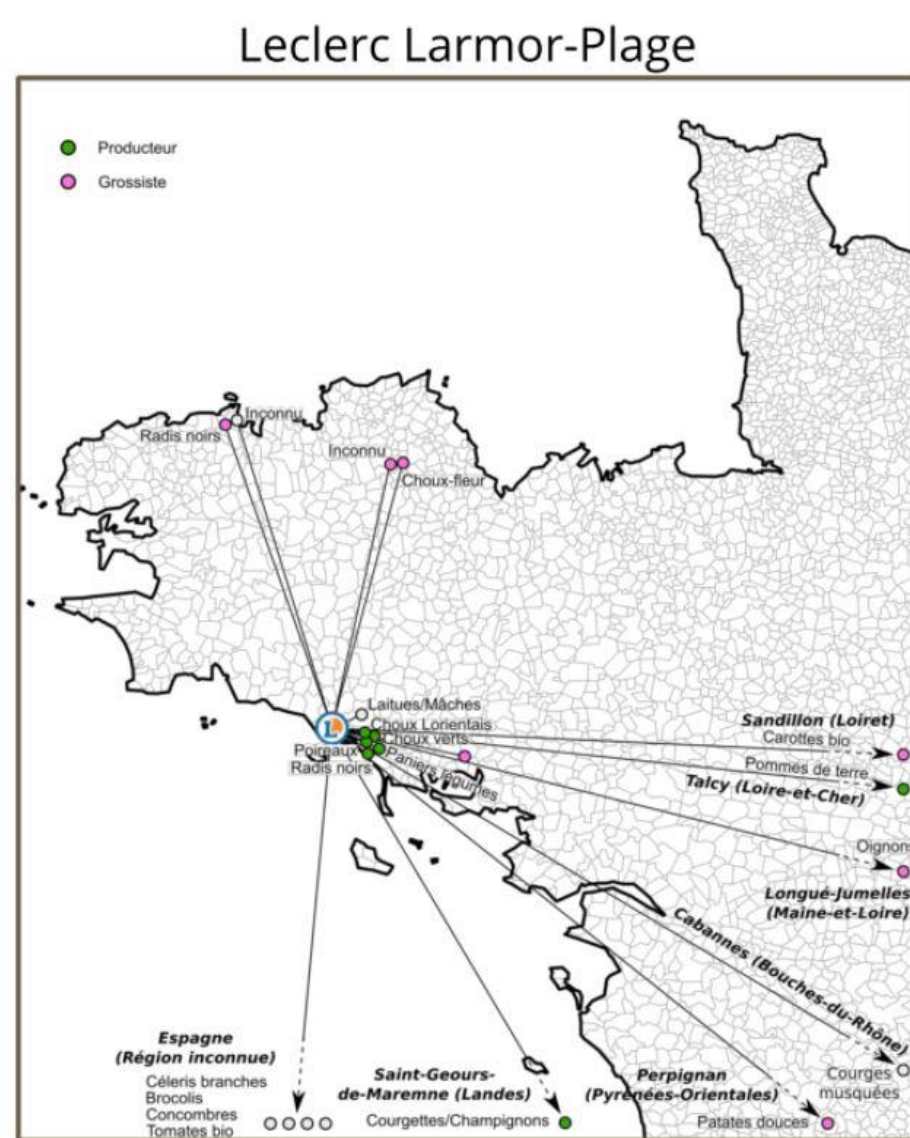 Leclerc Larmor-Plage
Producteur
Grossiste
Inconnu
Radis noirs
Inconnu
Choux-fleur
Laitues/Mâches
Choux Lorientais
Choux verts
Poireaux
Paniers légumes
Radis noirs
L
Sandillon (Loiret)
Carottes bio
Pommes de terre
Talcy (Loire-et-Cher)
Oignons
Longué-Jumelles
(Maine-et-Loire)
Cabannes (Bouches-du-Rhône)
Courges
musquées
Espagne
(Région inconnue)
Céleris branches
Brocolis
Concombres
Tomates bio
Saint-Geours-
de-Maremne (Landes)
Courgettes/Champignons
Perpignan
(Pyrénées-Orientales)
Patates douces